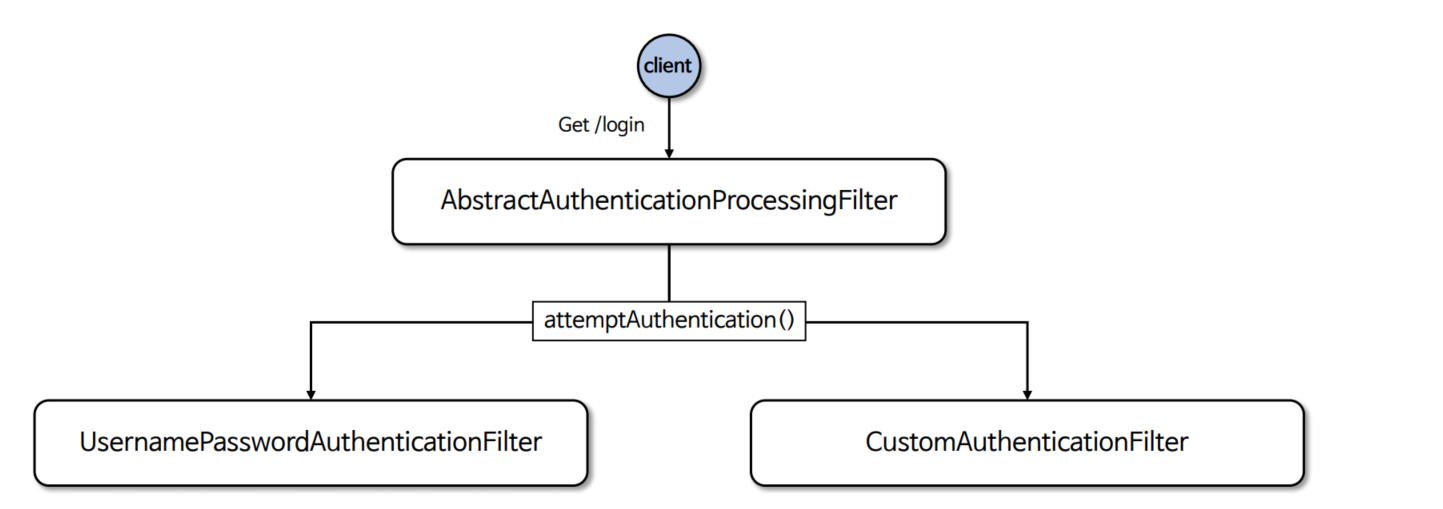 client
Get /login
AbstractAuthenticationProcessingFilter
attemptAuthentication()
UsernamePasswordAuthenticationFilter
CustomAuthenticationFilter